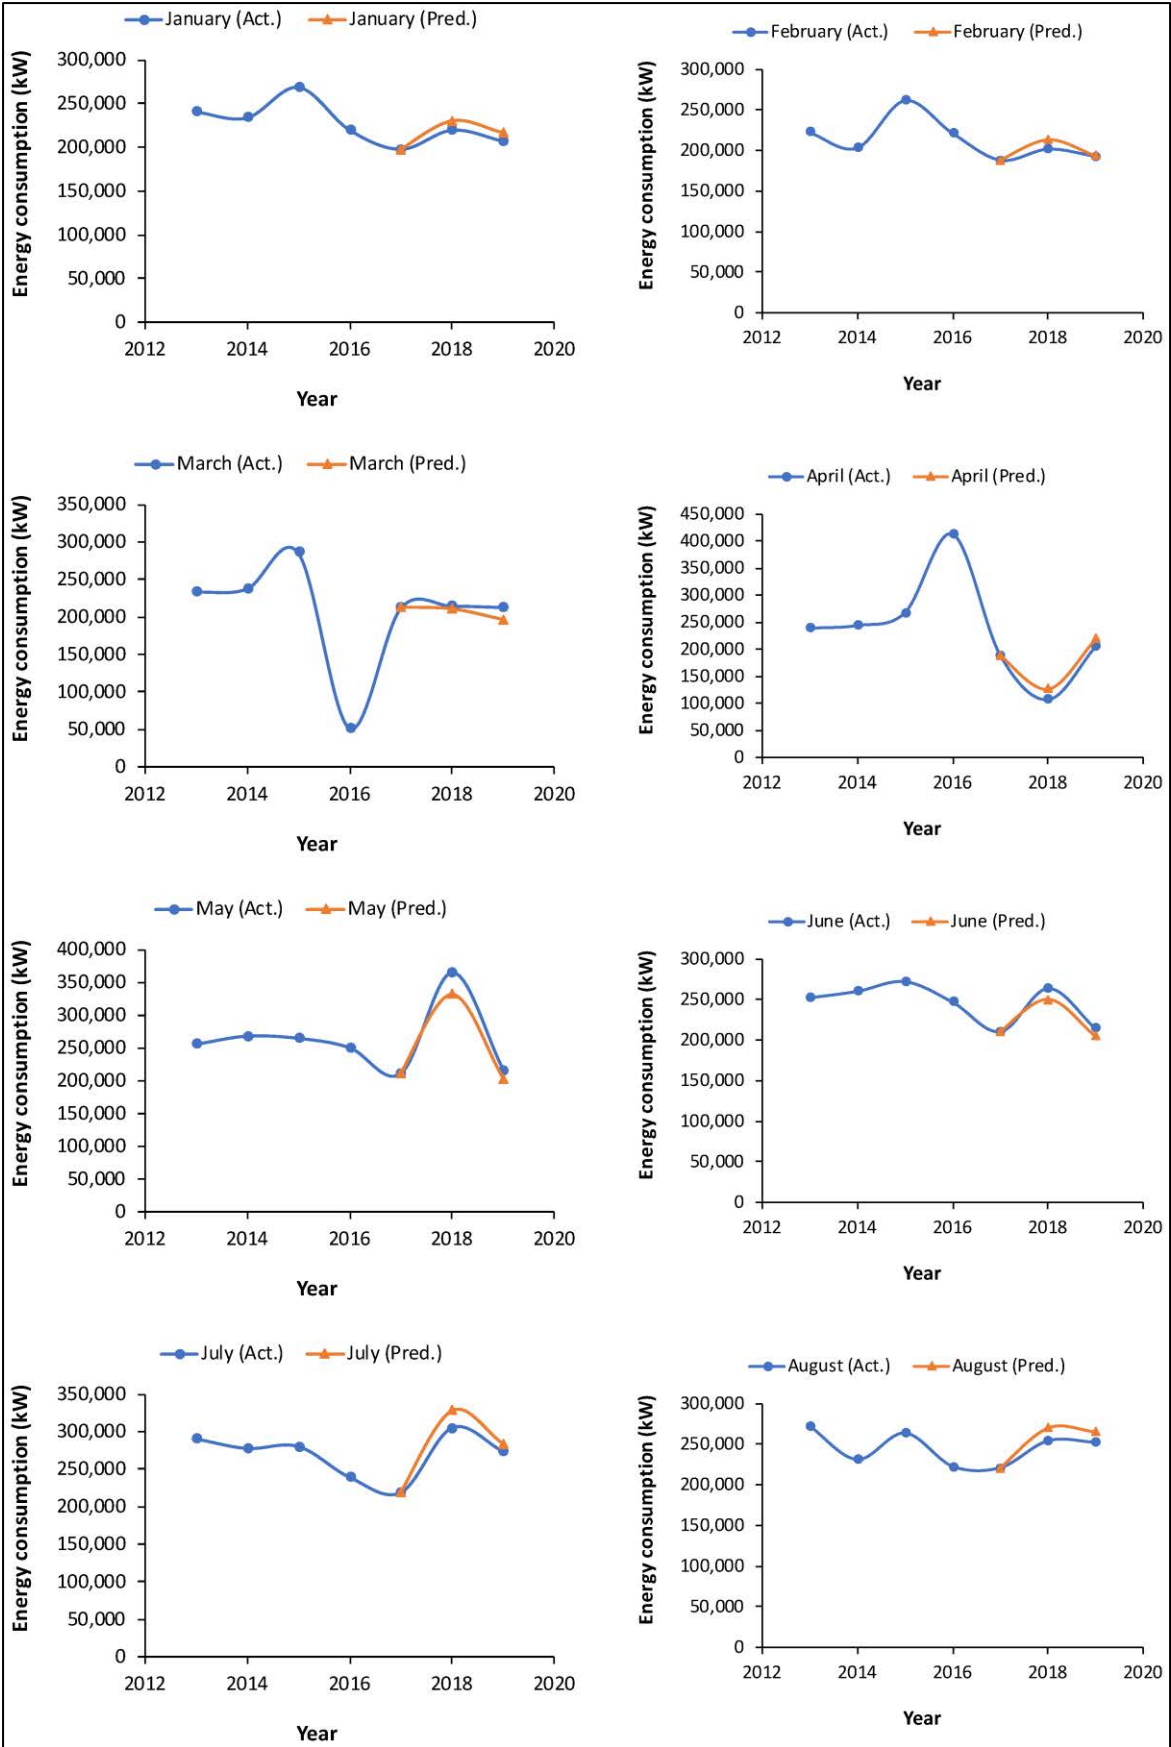 January (Act.) January (Pred.)
Energy consumption (kW)
300,000
250,000
200,000
150,000
100,000
50,000
0
2012 2014 2016 2018 2020
Year
February (Act.) February (Pred.)
Energy consumption (kW)
300,000
250,000
200,000
150,000
100,000
50,000
0
2012 2014 2016 2018 2020
Year
March (Act.) March (Pred.)
Energy consumption (kW)
350,000
300,000
250,000
200,000
150,000
100,000
50,000
0
2012 2014 2016 2018 2020
Year
April (Act.) April (Pred.)
Energy consumption (kW)
450,000
400,000
350,000
300,000
250,000
200,000
150,000
100,000
50,000
0
2012 2014 2016 2018 2020
Year
May (Act.) May (Pred.)
Energy consumption (kW)
400,000
350,000
300,000
250,000
200,000
150,000
100,000
50,000
0
2012 2014 2016 2018 2020
Year
June (Act.) June (Pred.)
Energy consumption (kW)
300,000
250,000
200,000
150,000
100,000
50,000
0
2012 2014 2016 2018 2020
Year
July (Act.) July (Pred.)
Energy consumption (kW)
350,000
300,000
250,000
200,000
150,000
100,000
50,000
0
2012 2014 2016 2018 2020
Year
August (Act.) August (Pred.)
Energy consumption (kW)
300,000
250,000
200,000
150,000
100,000
50,000
0
2012 2014 2016 2018 2020
Year